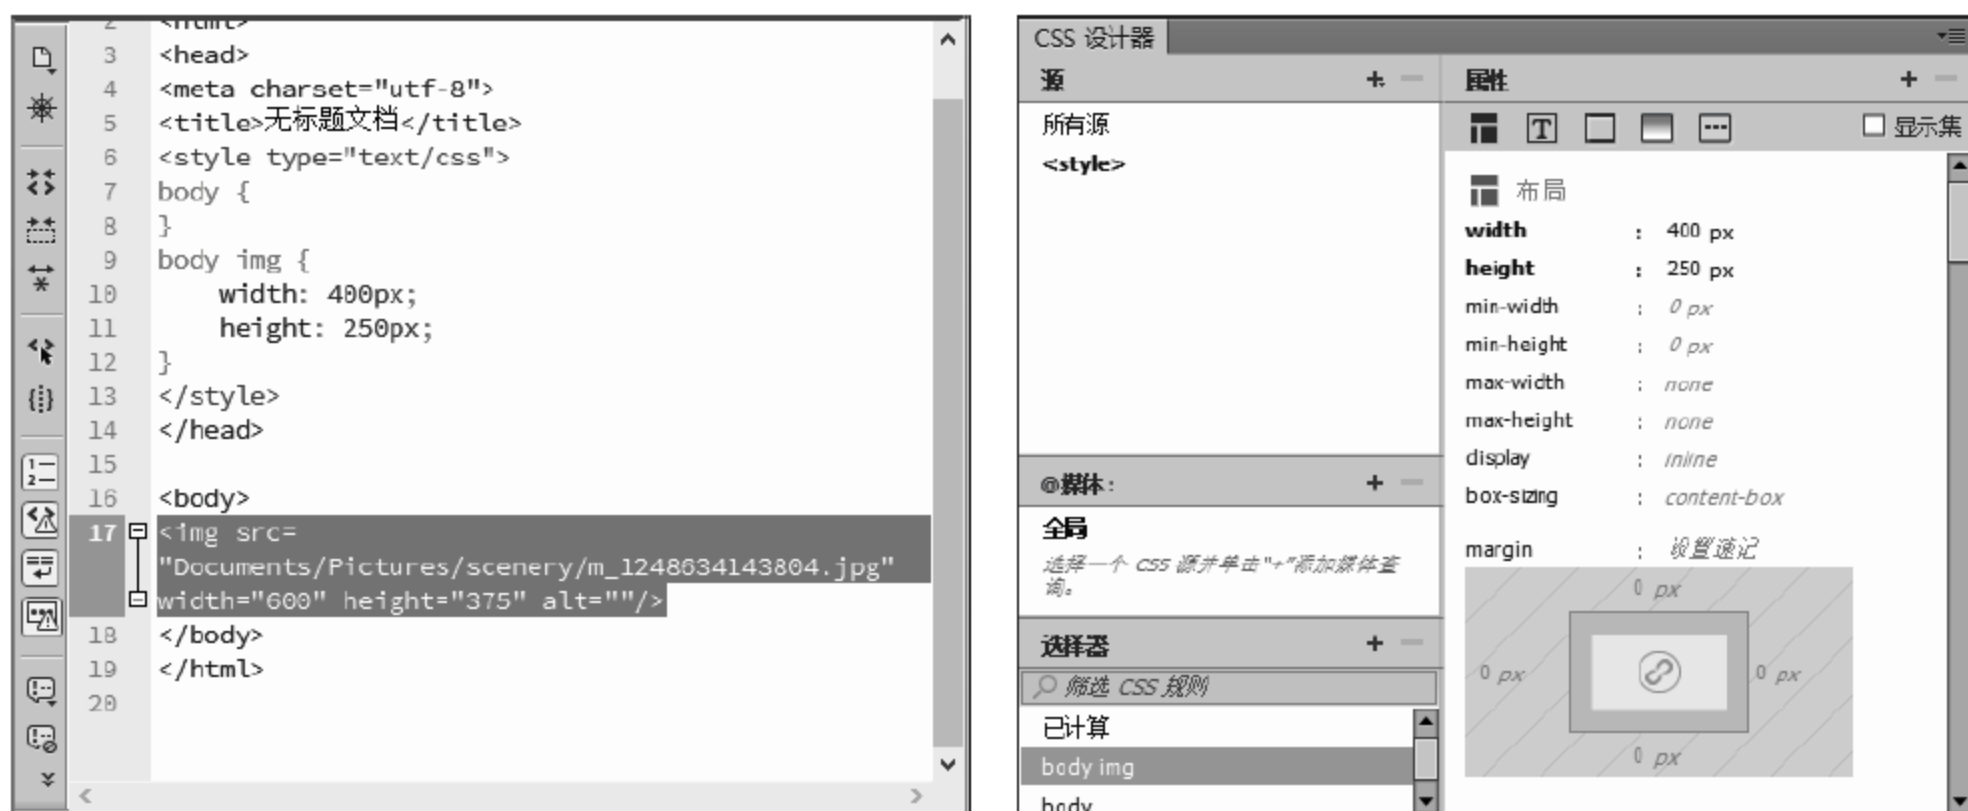 2 <html>
3 <head>
4 <meta charset="utf-8">
5 <title>无标题文档</title>
6 <style type="text/css">
7 body {
8 }
9 body img {
10 width: 400px;
11 height: 250px;
12 }
13 </style>
14 </head>
15
16 <body>
17 <img src=
"Documents/Pictures/scenery/m_1248634143804.jpg"
width="600" height="375" alt=""/>
18 </body>
19 </html>
20
CSS 设计器
源
所有源
<style>
@媒体:
全局
选择一个 CSS 源并单击"+"添加媒体查
询。
选择器
筛选 CSS 规则
已计算
body img
body
属性
显示集
布局
width : 400 px
height : 250 px
min-width : 0 px
min-height : 0 px
max-width : none
max-height : none
display : inline
box-sizing : content-box
margin : 设置速记
0 px
0 px 0 px
0 px